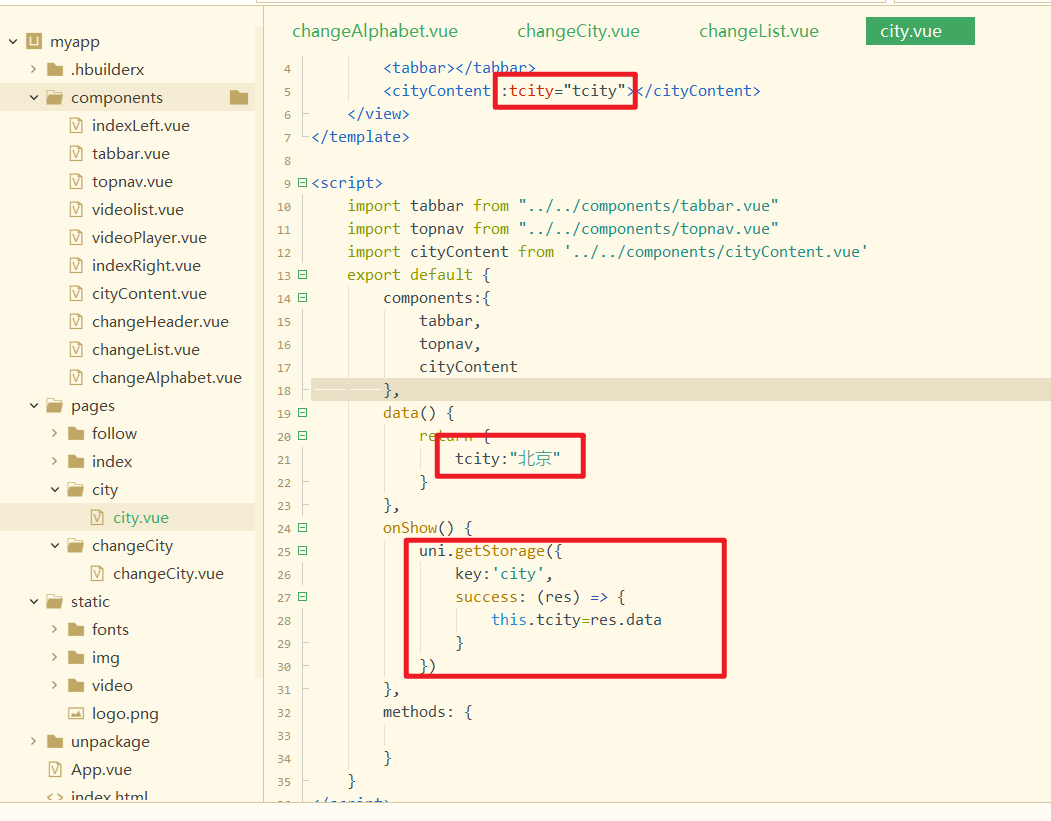 myapp
.hbuilderx
components
indexLeft.vue
tabbar.vue
topnav.vue
videolist.vue
videoPlayer.vue
indexRight.vue
cityContent.vue
changeHeader.vue
changeList.vue
changeAlphabet.vue
pages
follow
index
city
city.vue
changeCity
changeCity.vue
static
fonts
img
video
logo.png
unpackage
App.vue
index.html
changeAlphabet.vue changeCity.vue changeList.vue city.vue
4 <tabbar></tabbar>
5 <cityContent :tcity="tcity"></cityContent>
6 </view>
7 </template>
8
9 <script>
10 import tabbar from "../../components/tabbar.vue"
11 import topnav from "../../components/topnav.vue"
12 import cityContent from '../../components/cityContent.vue'
13 export default {
14 components:{
15 tabbar,
16 topnav,
17 cityContent
18 },
19 data() {
20 return {
21 tcity:"北京"
22 }
23 },
24 onShow() {
25 uni.getStorage({
26 key:'city',
27 success: (res) => {
28 this.tcity=res.data
29 }
30 })
31 },
32 methods: {
33
34 }
35 }
</script>